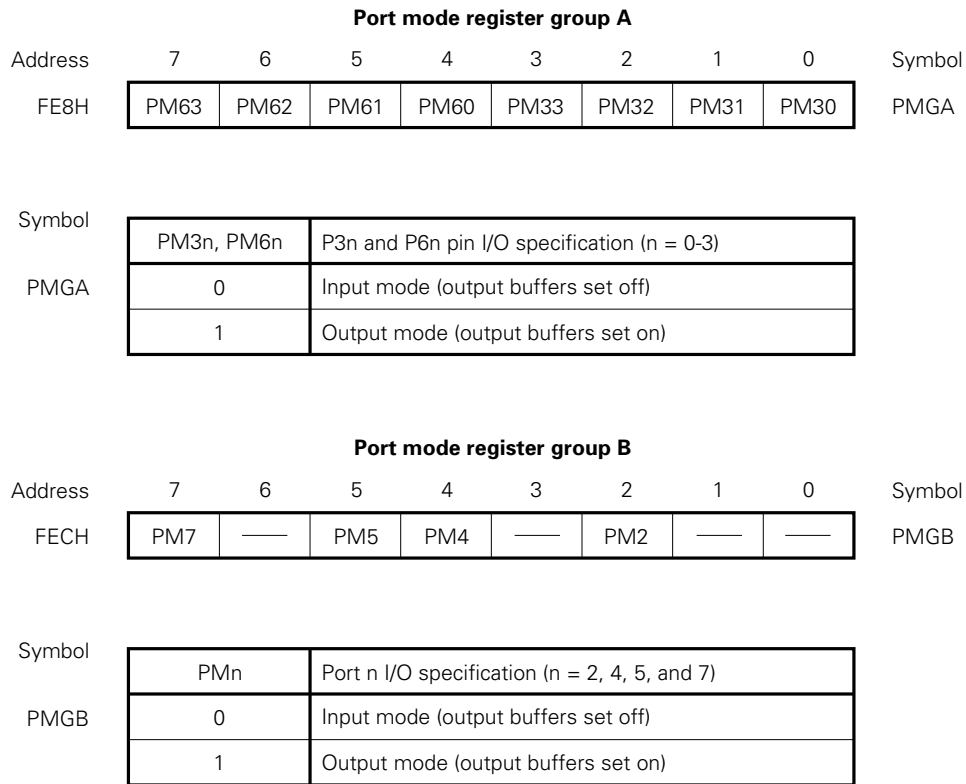 Port mode register group A
Address 7 6 5 4 3 2 1 0 Symbol
FE8H PM63 PM62 PM61 PM60 PM33 PM32 PM31 PM30 PMGA
Symbol
PM3n, PM6n P3n and P6n pin I/O specification (n = 0-3)
PMGA 0 Input mode (output buffers set off)
1 Output mode (output buffers set on)
Port mode register group B
Address 7 6 5 4 3 2 1 0 Symbol
FECH PM7 — PM5 PM4 — PM2 — — PMGB
Symbol
PMn Port n I/O specification (n = 2, 4, 5, and 7)
PMGB 0 Input mode (output buffers set off)
1 Output mode (output buffers set on)